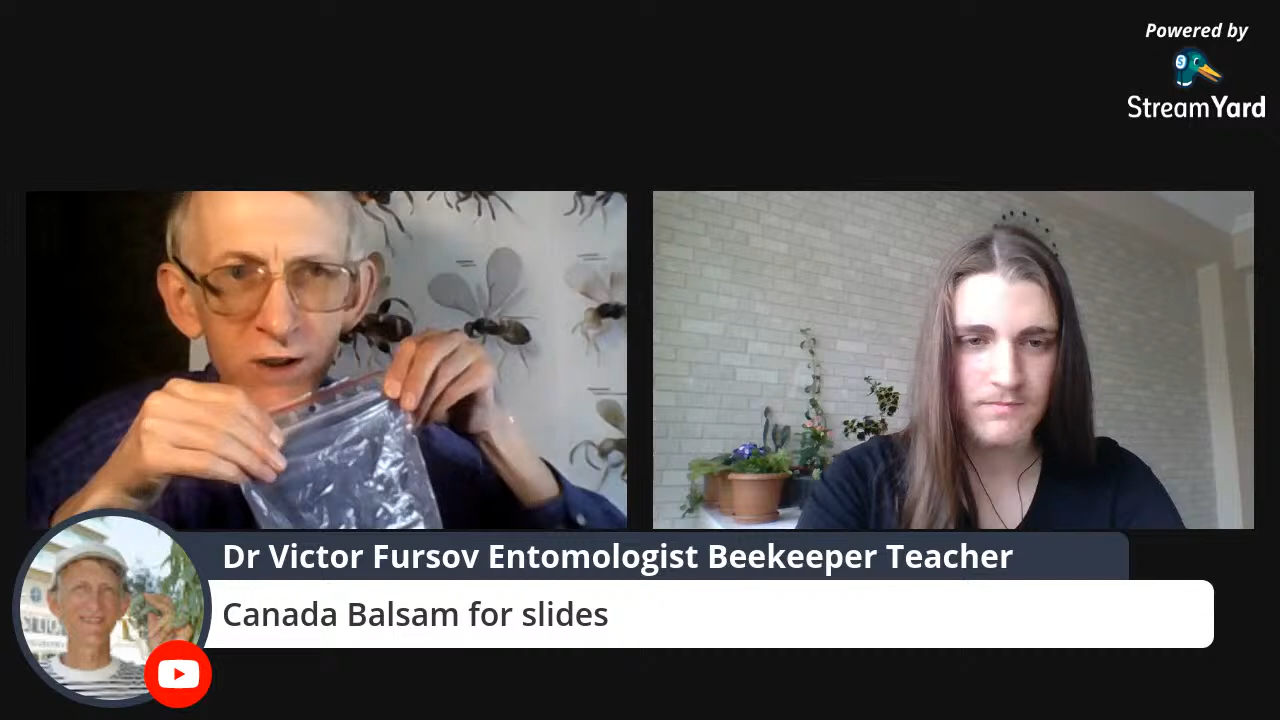 Powered by
StreamYard
Dr Victor Fursov Entomologist Beekeeper Teacher
Canada Balsam for slides